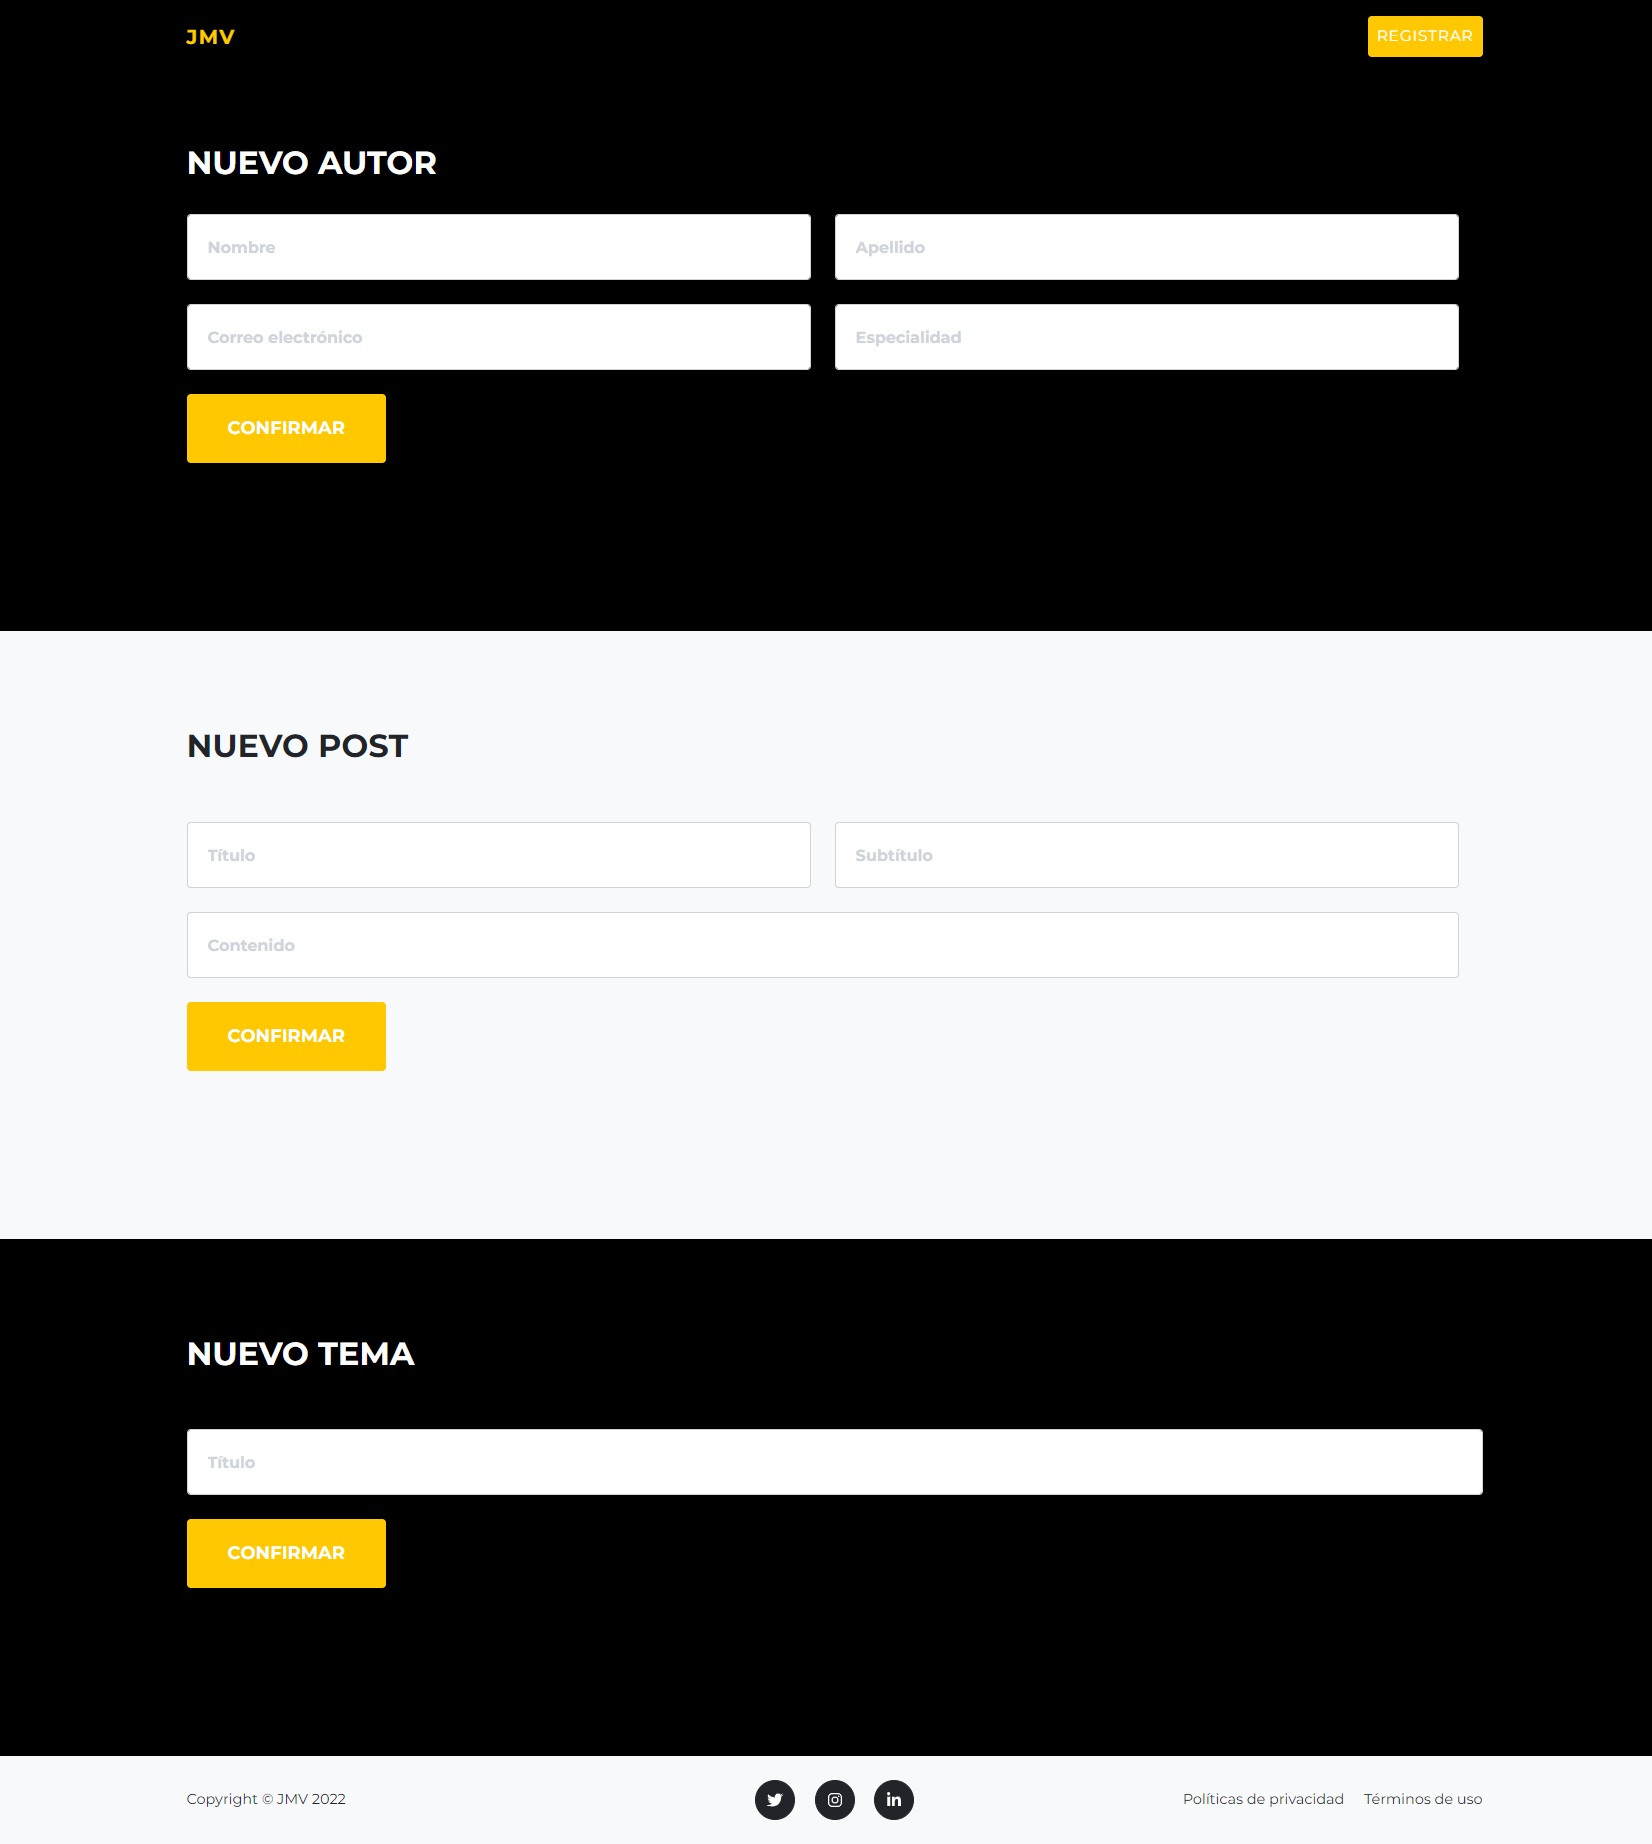 JMV
REGISTRAR
NUEVO AUTOR
Nombre
Apellido
Correo electrónico
Especialidad
CONFIRMAR
NUEVO POST
Título
Subtítulo
Contenido
CONFIRMAR
NUEVO TEMA
Título
CONFIRMAR
Copyright © JMV 2022
Políticas de privacidad
Términos de uso